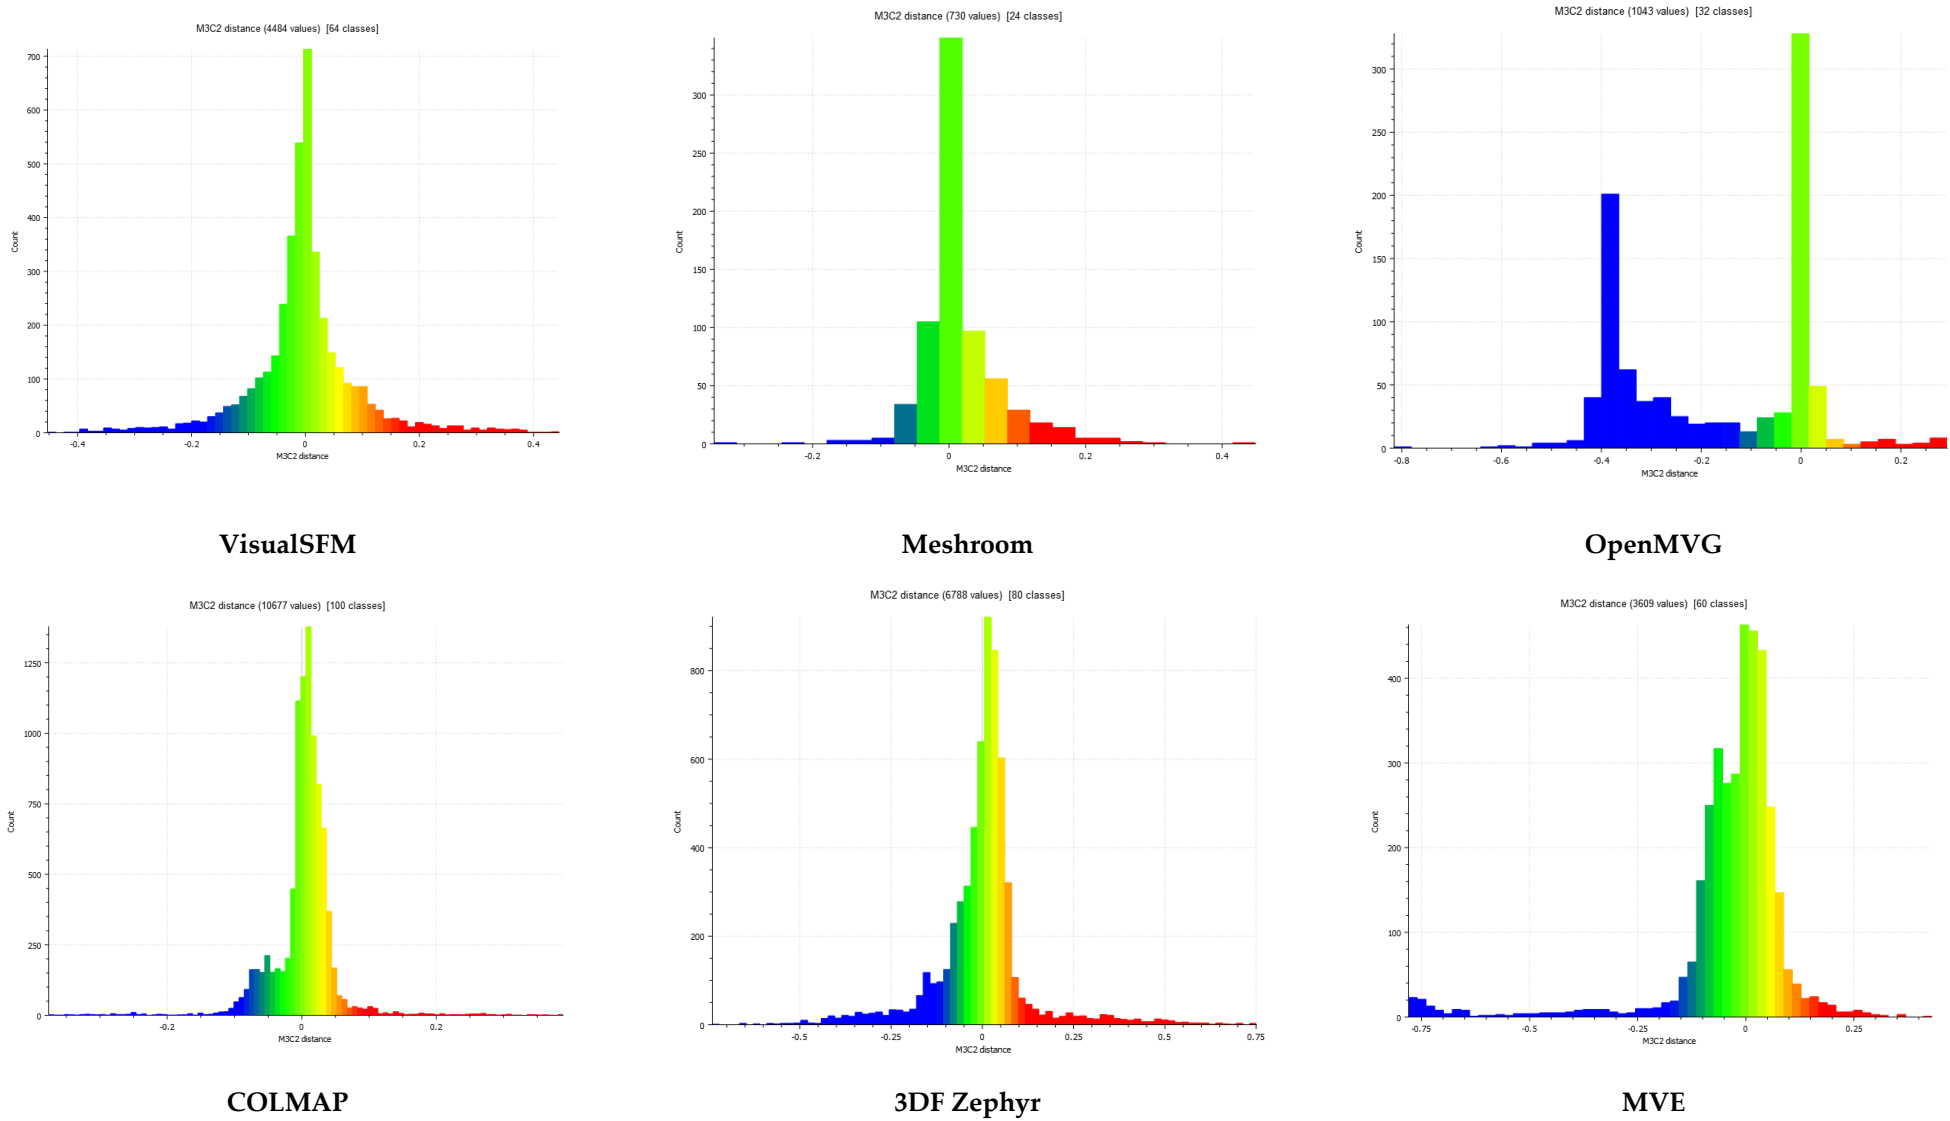 M3C2 distance (4484 values) [64 classes]
700
600
500
400
300
200
100
0
Count
-0.4
-0.2
0
0.2
0.4
M3C2 distance
VisualSFM
M3C2 distance (730 values) [24 classes]
300
250
200
150
100
50
0
Count
-0.2
0
0.2
0.4
M3C2 distance
Meshroom
M3C2 distance (1043 values) [32 classes]
300
250
200
150
100
50
0
Count
-0.8
-0.6
-0.4
-0.2
0
0.2
M3C2 distance
OpenMVG
M3C2 distance (10677 values) [100 classes]
1250
1000
750
500
250
0
Count
-0.2
0
0.2
M3C2 distance
COLMAP
M3C2 distance (6788 values) [80 classes]
800
600
400
200
0
Count
-0.5
-0.25
0
0.25
0.5
0.75
M3C2 distance
3DF Zephyr
M3C2 distance (3609 values) [60 classes]
400
300
200
100
0
Count
-0.75
-0.5
-0.25
0
0.25
M3C2 distance
MVE